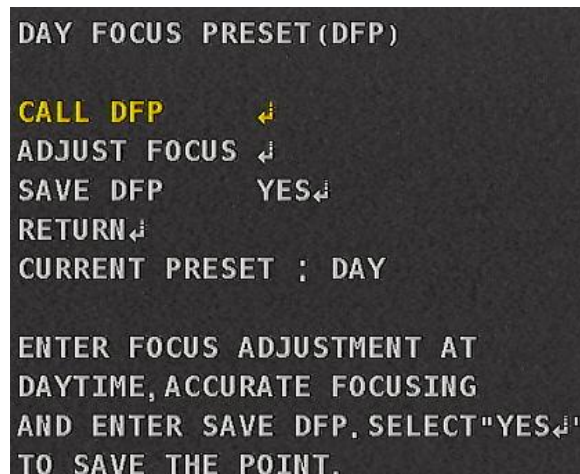 DAY FOCUS PRESET(DFP)
CALL DFP ↲
ADJUST FOCUS ↲
SAVE DFP YES↲
RETURN↲
CURRENT PRESET : DAY
ENTER FOCUS ADJUSTMENT AT
DAYTIME,ACCURATE FOCUSING
AND ENTER SAVE DFP.SELECT"YES↲"
TO SAVE THE POINT.